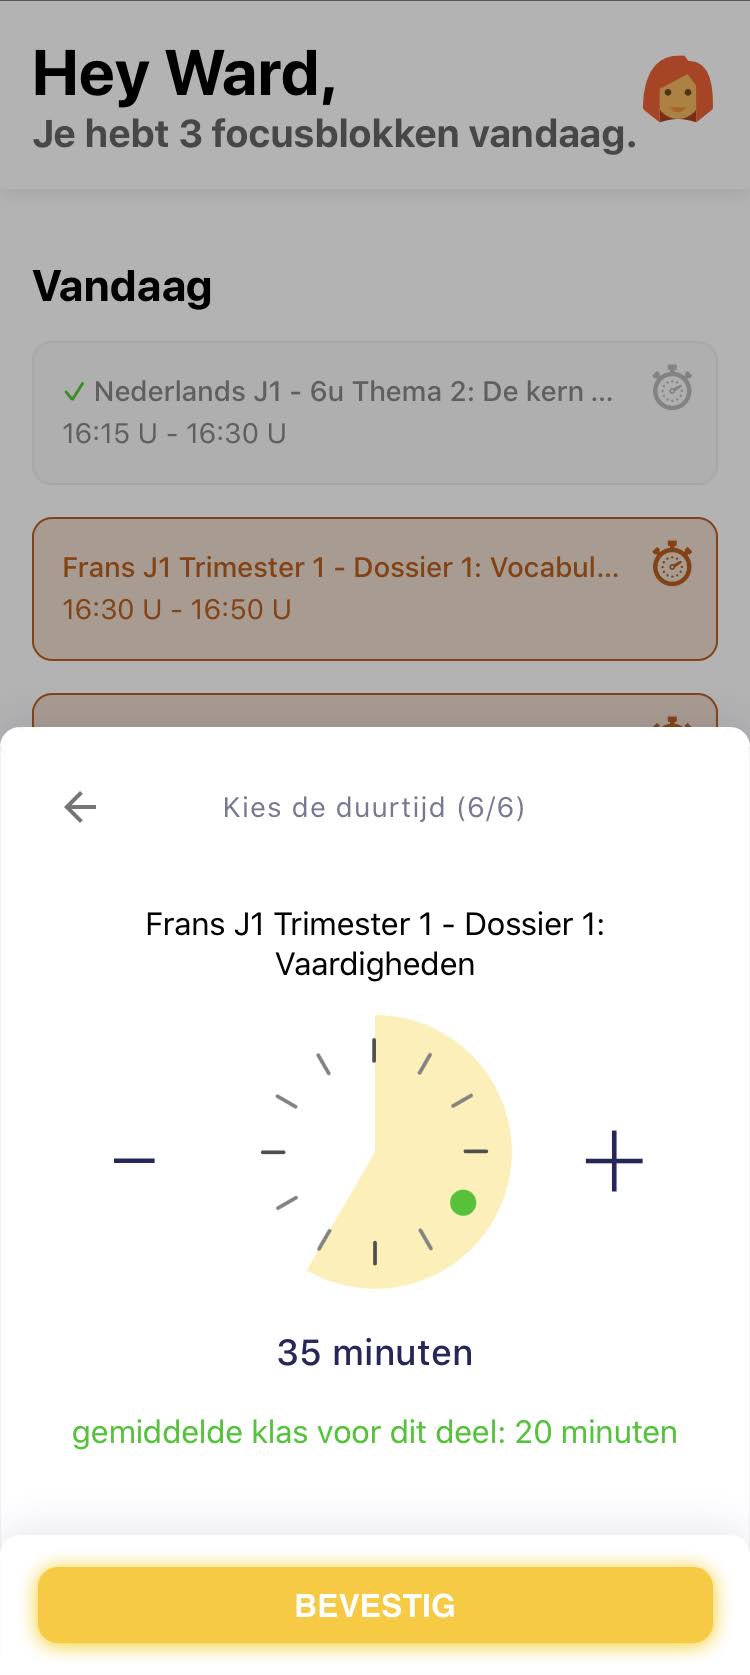 Hey Ward,
Je hebt 3 focusblokken vandaag.
Vandaag
Nederlands J1 - 6u Thema 2: De kern ...
16:15 U - 16:30 U
Frans J1 Trimester 1 - Dossier 1: Vocabul...
16:30 U - 16:50 U
Kies de duurtijd (6/6)
Frans J1 Trimester 1 - Dossier 1:
Vaardigheden
35 minuten
gemiddelde klas voor dit deel: 20 minuten
BEVESTIG